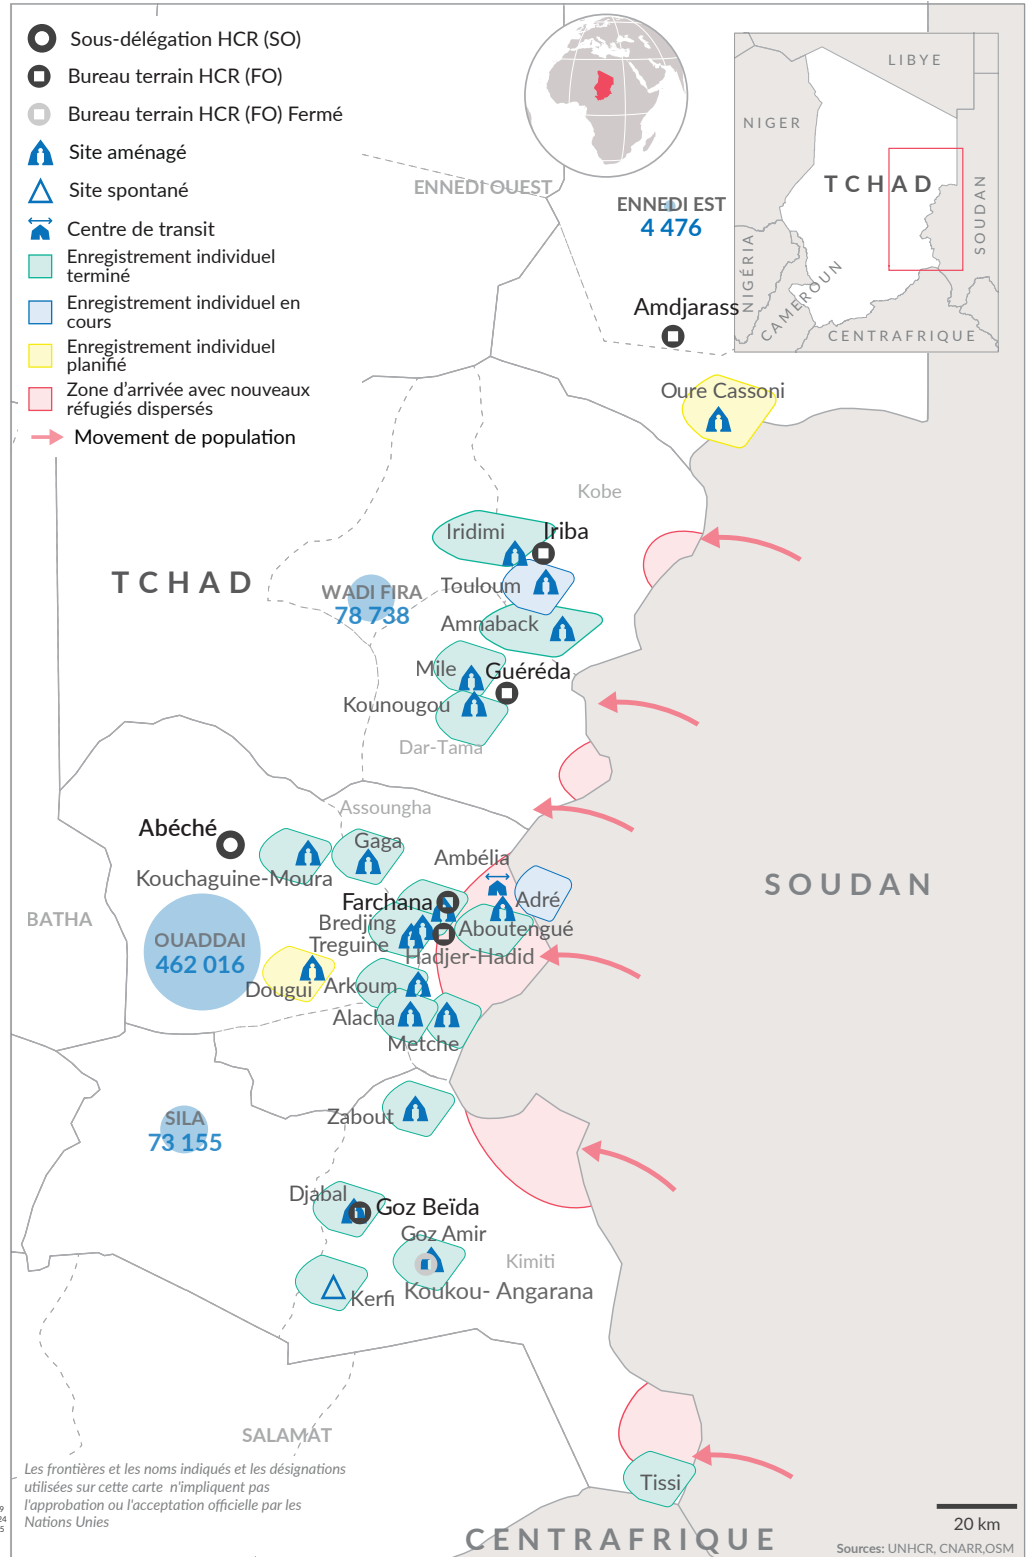 Sous-délégation HCR (SO)
Bureau terrain HCR (FO)
Bureau terrain HCR (FO) Fermé
Site aménagé
Site spontané
Centre de transit
Enregistrement individuel
terminé
Enregistrement individuel en
cours
Enregistrement individuel
planifié
Zone d'arrivée avec nouveaux
réfugiés dispersés
Movement de population
LIBYE
NIGER
TCHAD
SOUDAN
NIGÉRIA
CAMEROUN
CENTRAFRIQUE
ENNEDI OUEST
ENNEDI EST
4 476
Amdjarass
Oure Cassoni
Kobe
Iridimi
Iriba
TCHAD
WADI FIRA
78 738
Touloum
Amnaback
Mile
Guéréda
Kounougou
Dar-Tama
Assoungha
Abéché
Gaga
Ambélia
Kouchaguine-Moura
SOUDAN
Farchana
Adré
BATHA
Bredjing
Aboutengué
OUADDAI
462 016
Treguine
Hadjer-Hadid
Dougui
Arkoum
Alacha
Metche
Zabout
SILA
73 155
Djabal
Goz Beïda
Goz Amir
Kimiti
Koukou- Angarana
Kerfi
SALAMAT
Tissi
Les frontières et les noms indiqués et les désignations
utilisées sur cette carte n'impliquent pas
l'approbation ou l'acceptation officielle par les
Nations Unies
9
24
5
CENTRAFRIQUE
20 km
Sources: UNHCR, CNARR,OSM